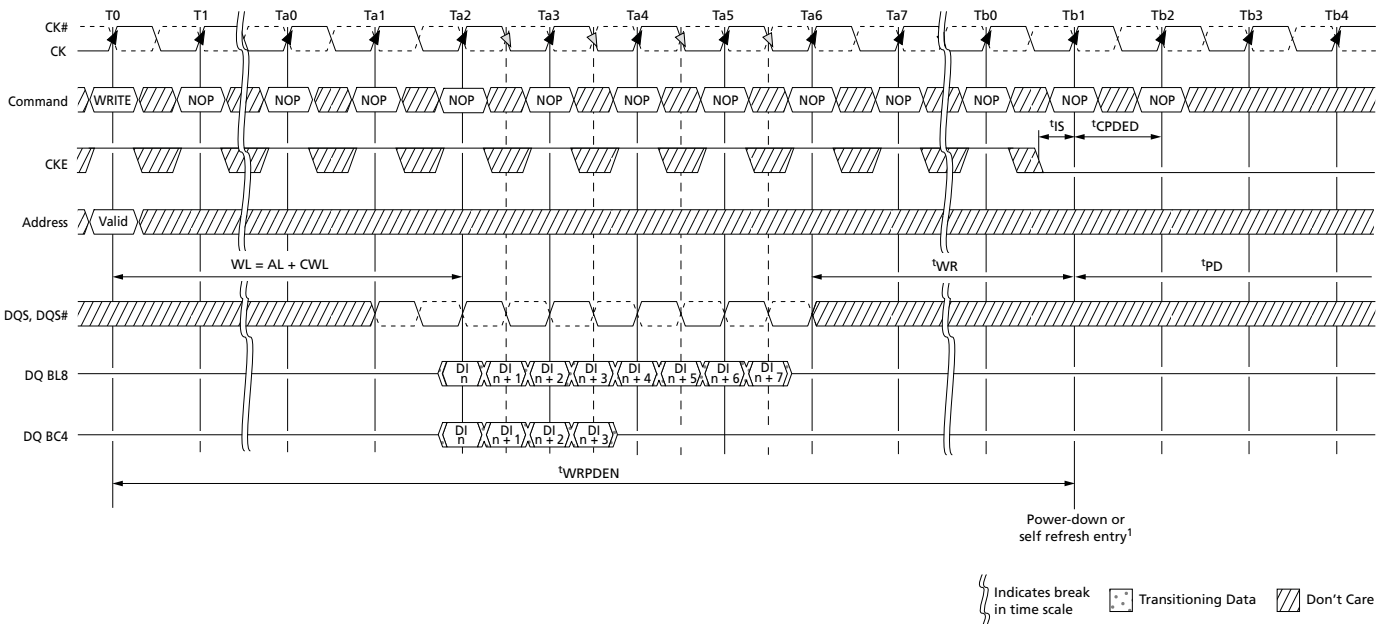 T0 T1 Ta0 Ta1 Ta2 Ta3 Ta4 Ta5 Ta6 Ta7 Tb0 Tb1 Tb2 Tb3 Tb4
CK#
CK
Command WRITE NOP NOP NOP NOP NOP NOP NOP NOP NOP NOP NOP NOP
tIS tCPDED
CKE
Address Valid
WL = AL + CWL tWR tPD
DQS, DQS#
DQ BL8 DI n DI n + 1 DI n + 2 DI n + 3 DI n + 4 DI n + 5 DI n + 6 DI n + 7
DQ BC4 DI n DI n + 1 DI n + 2 DI n + 3
tWRPDEN
Power-down or
self refresh entry1
Indicates break
in time scale
Transitioning Data
Don't Care